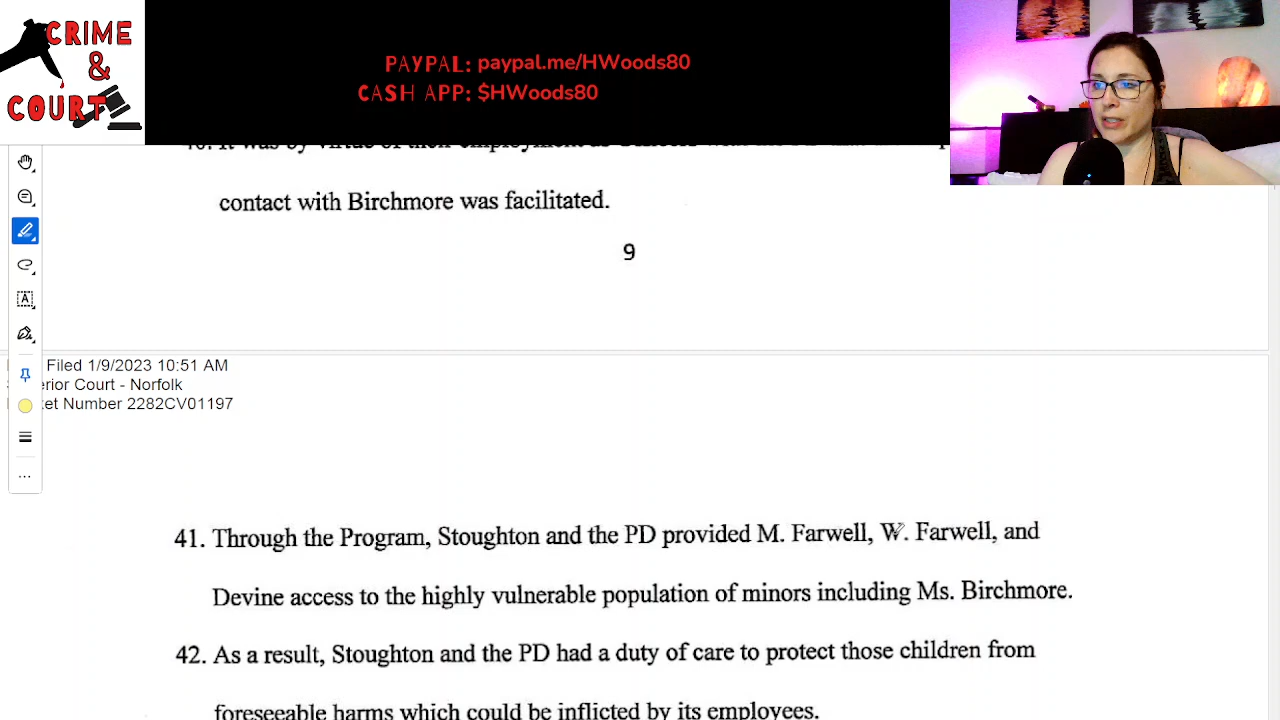 CRIME
&
COURT
PAYPAL: paypal.me/HWoods80
CASH APP: $HWoods80
contact with Birchmore was facilitated.
9
Filed 1/9/2023 10:51 AM
erior Court - Norfolk
et Number 2282CV01197
41. Through the Program, Stoughton and the PD provided M. Farwell, W. Farwell, and
Devine access to the highly vulnerable population of minors including Ms. Birchmore.
42. As a result, Stoughton and the PD had a duty of care to protect those children from
foreseeable harms which could be inflicted by its employees.